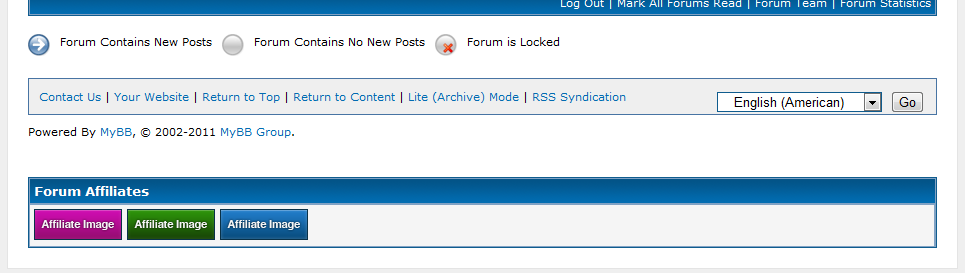 Log Out | Mark All Forums Read | Forum Team | Forum Statistics
Forum Contains New Posts Forum Contains No New Posts Forum is Locked
Contact Us | Your Website | Return to Top | Return to Content | Lite (Archive) Mode | RSS Syndication English (American) Go
Powered By MyBB, © 2002-2011 MyBB Group.
Forum Affiliates
Affiliate Image Affiliate Image Affiliate Image